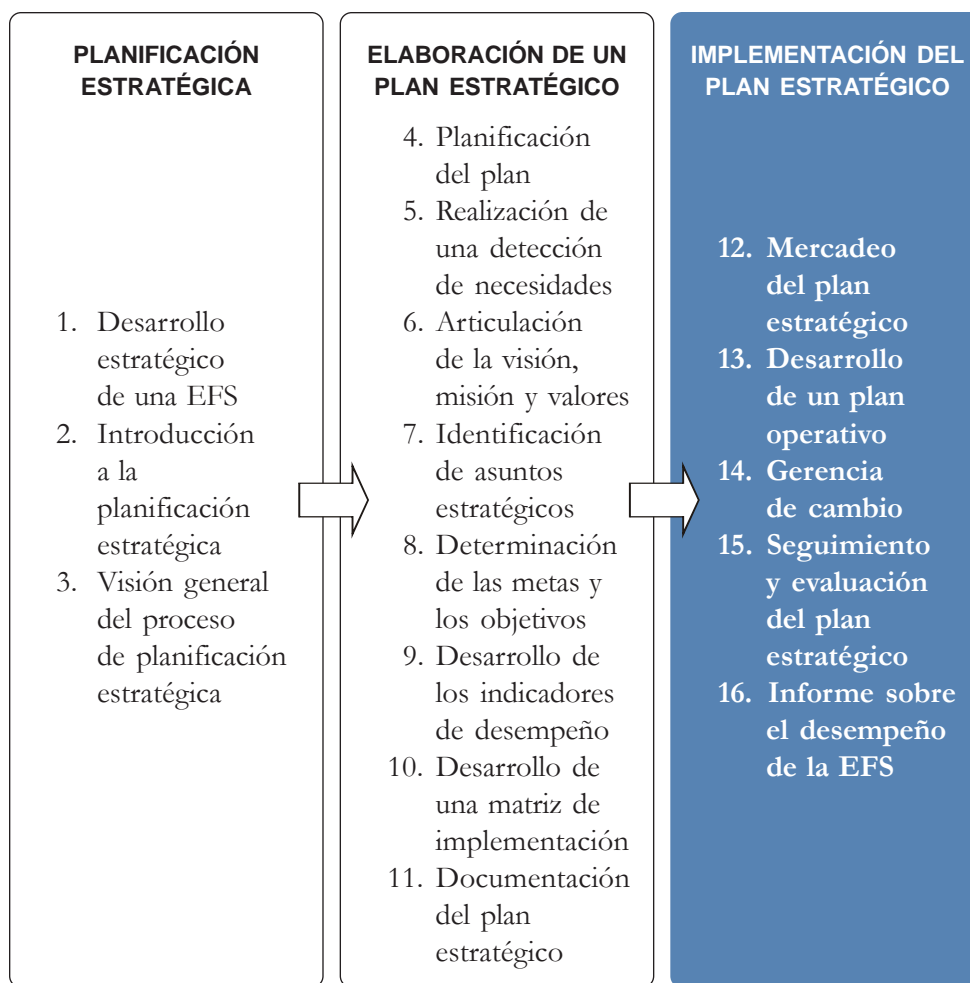 PLANIFICACIÓN
ESTRATÉGICA
1. Desarrollo
estratégico
de una EFS
2. Introducción
a la
planificación
estratégica
3. Visión general
del proceso
de planificación
estratégica
ELABORACIÓN DE UN
PLAN ESTRATÉGICO
4. Planificación
del plan
5. Realización de
una detección
de necesidades
6. Articulación
de la visión,
misión y valores
7. Identificación
de asuntos
estratégicos
8. Determinación
de las metas y
los objetivos
9. Desarrollo de
los indicadores
de desempeño
10. Desarrollo de
una matriz de
implementación
11. Documentación
del plan
estratégico
IMPLEMENTACIÓN DEL
PLAN ESTRATÉGICO
12. Mercadeo
del plan
estratégico
13. Desarrollo
de un plan
operativo
14. Gerencia
de cambio
15. Seguimiento
y evaluación
del plan
estratégico
16. Informe sobre
el desempeño
de la EFS